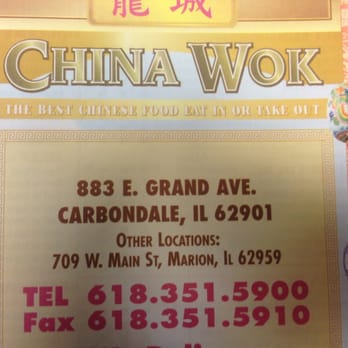 龍城
CHINA WOK
THE BEST CHINESE FOOD EAT IN OR TAKE OUT
883 E. GRAND AVE.
CARBONDALE, IL 62901
OTHER LOCATIONS:
709 W. MAIN ST, MARION, IL 62959
TEL 618.351.5900
Fax 618.351.5910